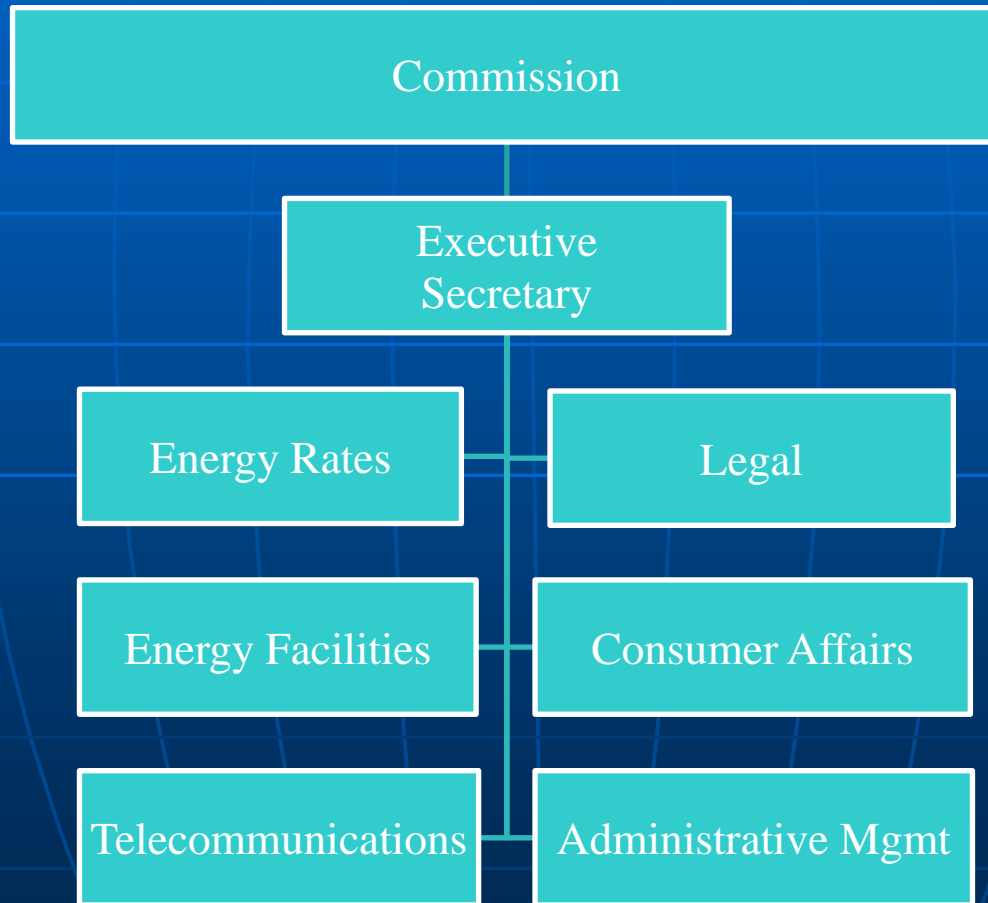 Commission
Executive
Secretary
Energy Rates
Legal
Energy Facilities
Consumer Affairs
Telecommunications
Administrative Mgmt